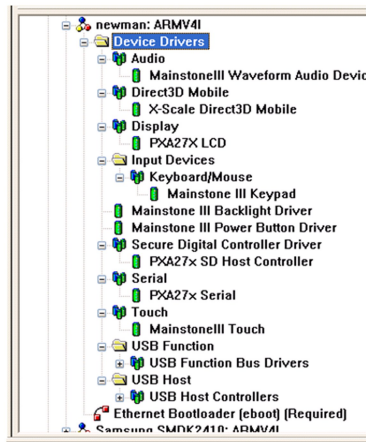 newman: ARMV4I
Device Drivers
Audio
MainstoneIII Waveform Audio Devic
Direct3D Mobile
X-Scale Direct3D Mobile
Display
PXA27X LCD
Input Devices
Keyboard/Mouse
Mainstone III Keypad
Mainstone III Backlight Driver
Mainstone III Power Button Driver
Secure Digital Controller Driver
PXA27x SD Host Controller
Serial
PXA27x Serial
Touch
MainstoneIII Touch
USB Function
USB Function Bus Drivers
USB Host
USB Host Controllers
Ethernet Bootloader (eboot) (Required)
Samsung SMDK2410: ARMV4I